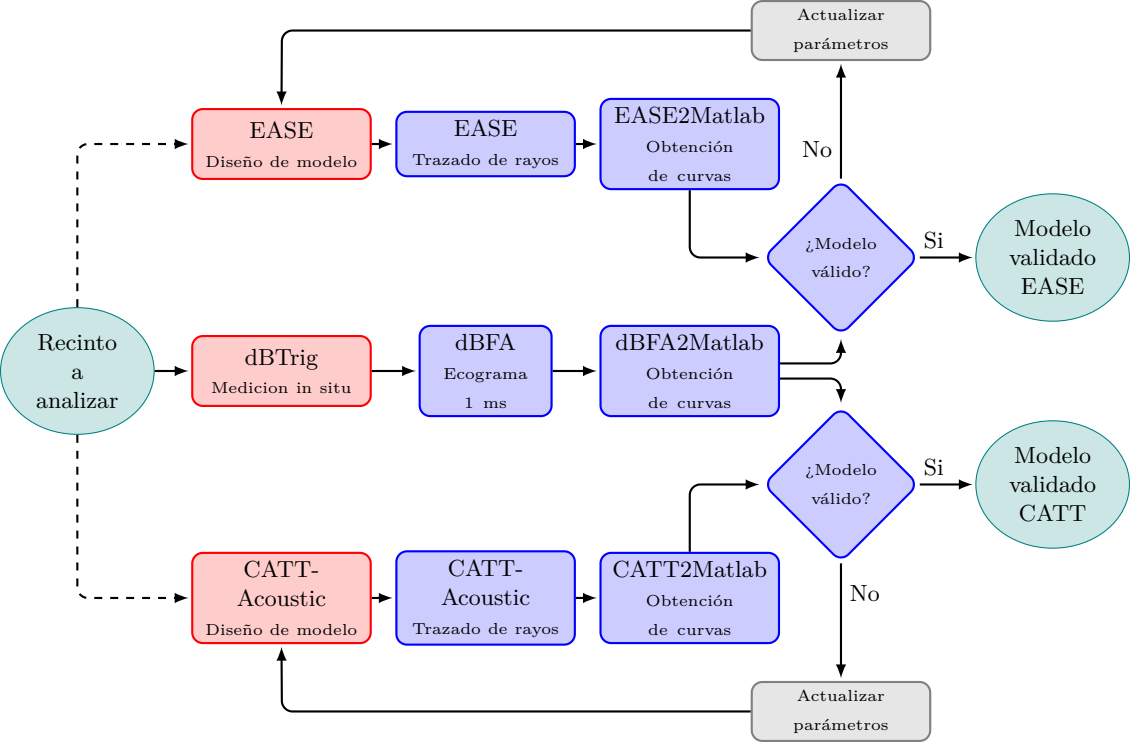 Actualizar
parámetros
EASE
Diseño de modelo
EASE
Trazado de rayos
EASE2Matlab
Obtención
de curvas
No
¿Modelo
válido?
Si
Modelo
validado
EASE
Recinto
a
analizar
dBTrig
Medicion in situ
dBFA
Ecograma
1 ms
dBFA2Matlab
Obtención
de curvas
¿Modelo
válido?
Si
Modelo
validado
CATT
CATT-
Acoustic
Diseño de modelo
CATT-
Acoustic
Trazado de rayos
CATT2Matlab
Obtención
de curvas
No
Actualizar
parámetros